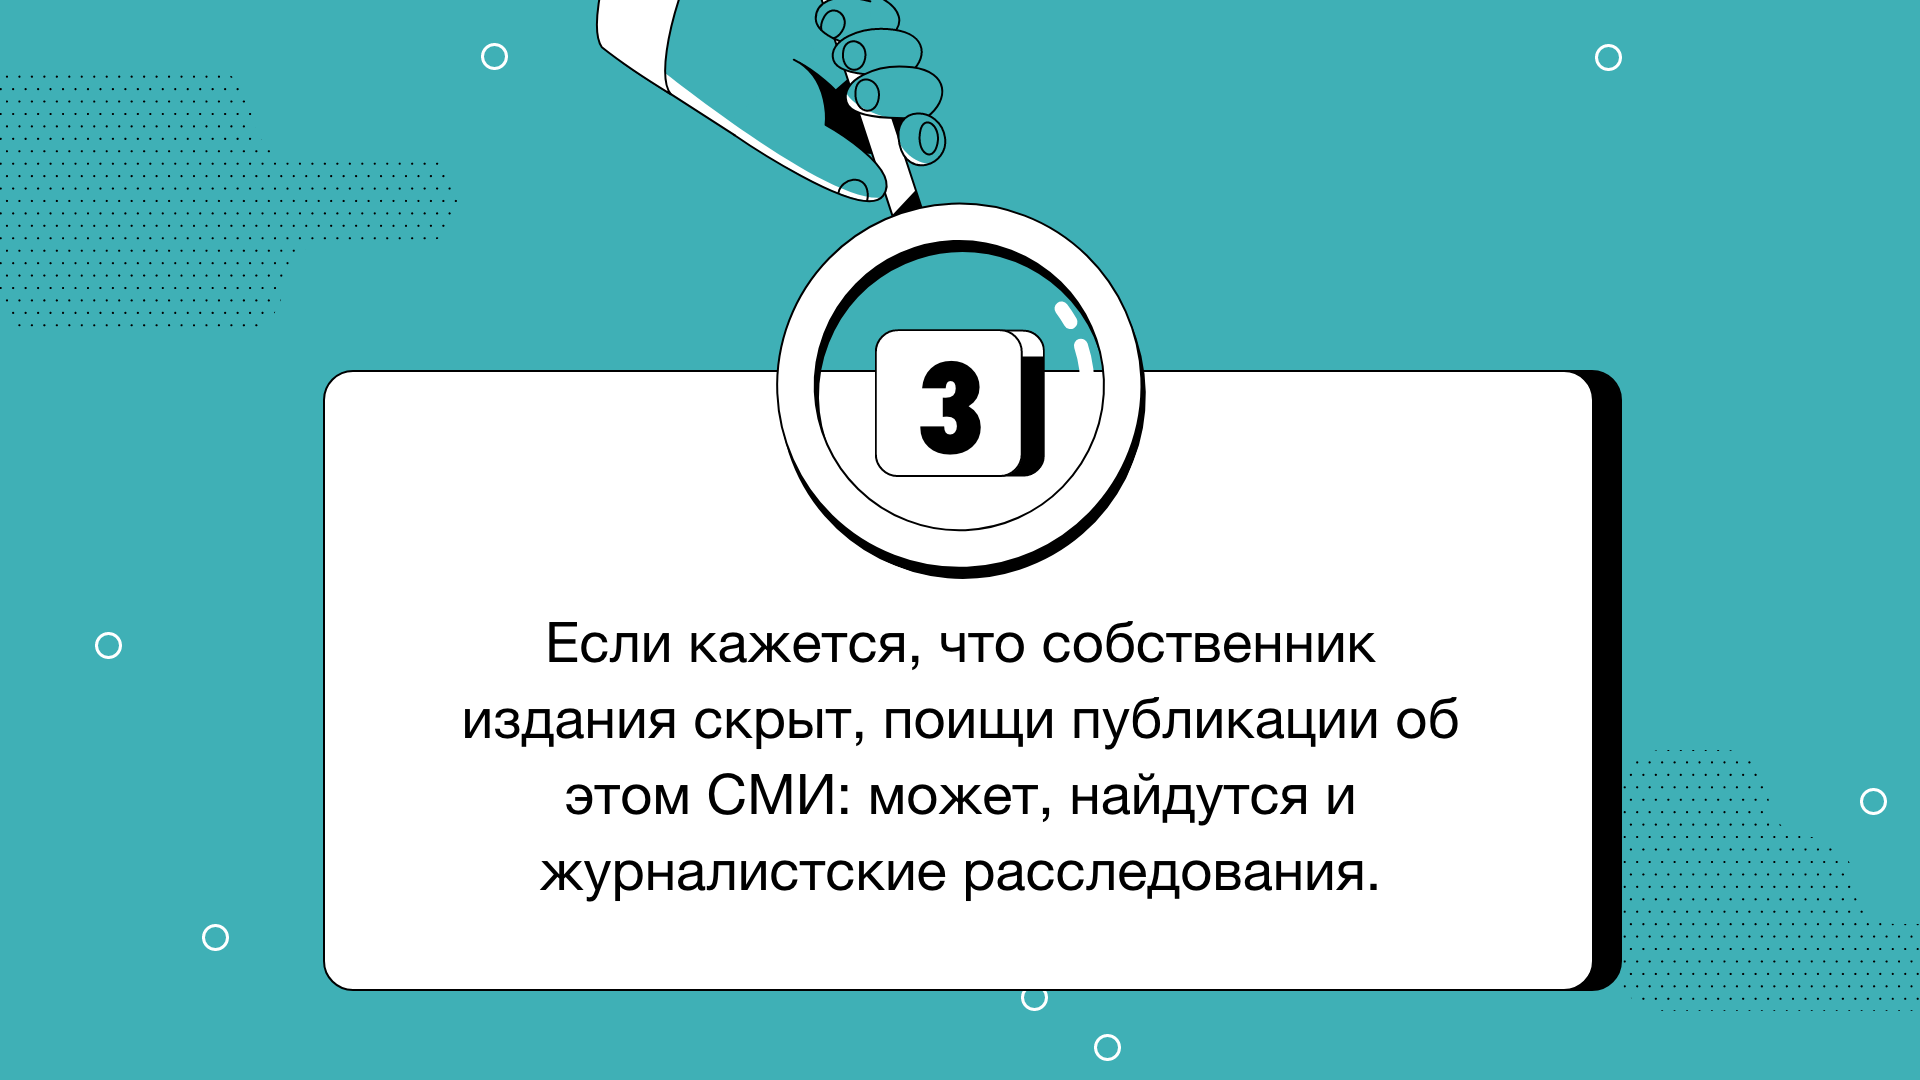 3
Если кажется, что собственник
издания скрыт, поищи публикации об
этом СМИ: может, найдутся и
журналистские расследования.